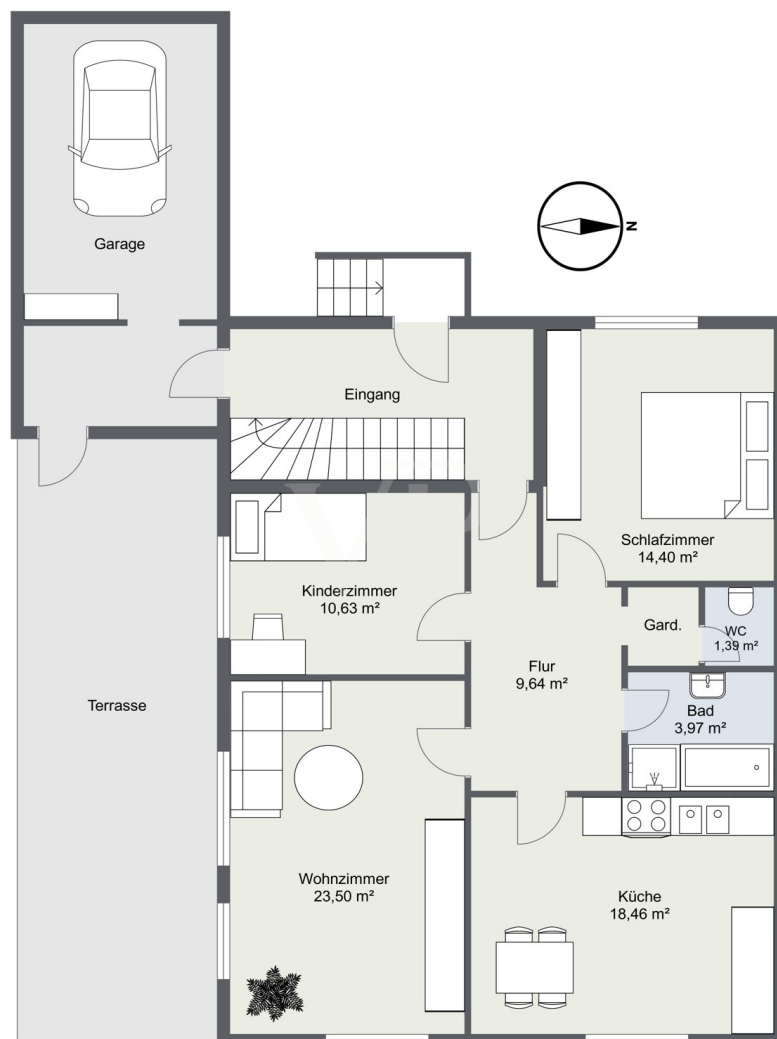 Garage
N
Eingang
Schlafzimmer
14,40 m²
Kinderzimmer
10,63 m²
Gard.
WC
1,39 m²
Flur
9,64 m²
Terrasse
Bad
3,97 m²
Wohnzimmer
23,50 m²
Küche
18,46 m²
VP